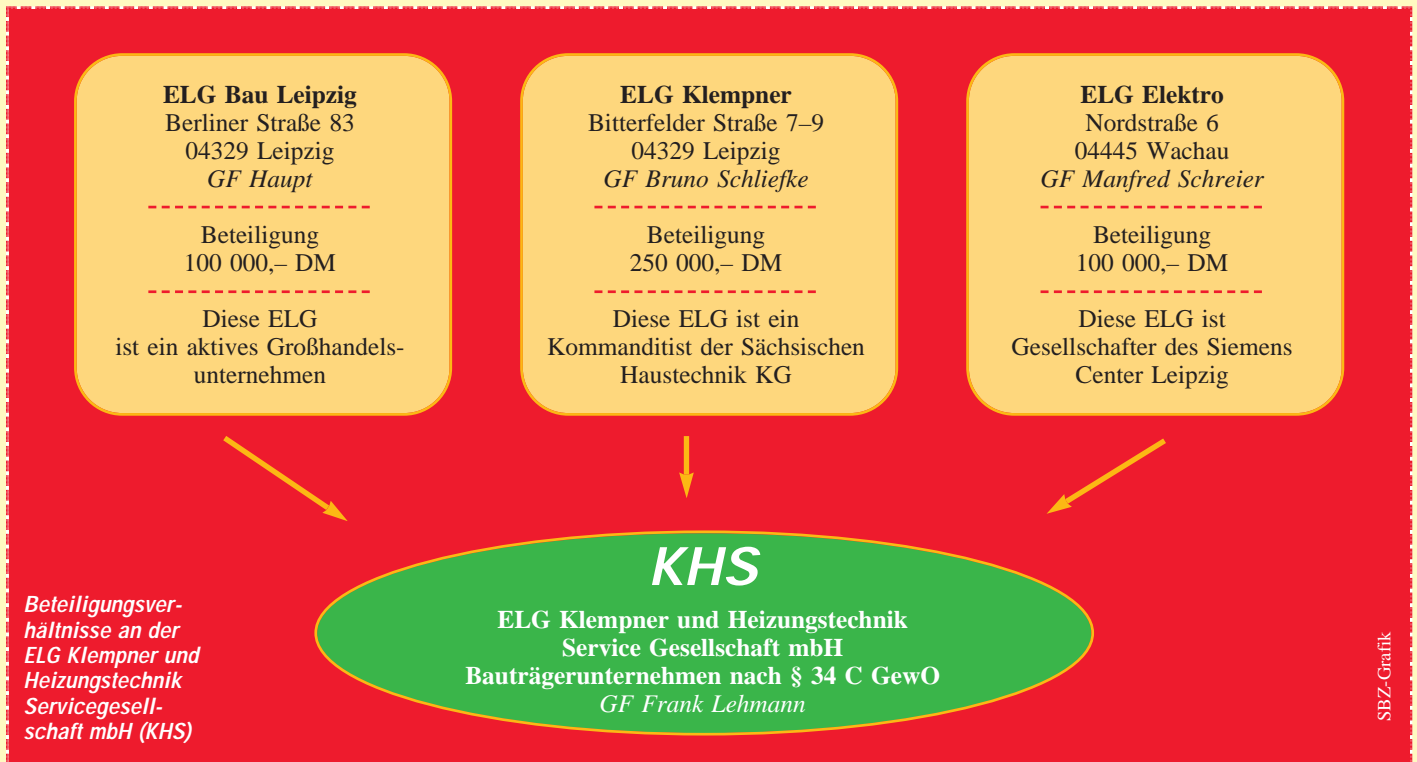 ELG Bau Leipzig
Berliner Straße 83
04329 Leipzig
GF Haupt
Beteiligung
100 000,– DM
Diese ELG
ist ein aktives Großhandels-
unternehmen
ELG Klempner
Bitterfelder Straße 7–9
04329 Leipzig
GF Bruno Schliefke
Beteiligung
250 000,– DM
Diese ELG ist ein
Kommanditist der Sächsischen
Haustechnik KG
ELG Elektro
Nordstraße 6
04445 Wachau
GF Manfred Schreier
Beteiligung
100 000,– DM
Diese ELG ist
Gesellschafter des Siemens
Center Leipzig
KHS
ELG Klempner und Heizungstechnik
Service Gesellschaft mbH
Bauträgerunternehmen nach § 34 C GewO
GF Frank Lehmann
Beteiligungsver-
hältnisse an der
ELG Klempner und
Heizungstechnik
Servicegesell-
schaft mbH (KHS)
SBZ-Grafik